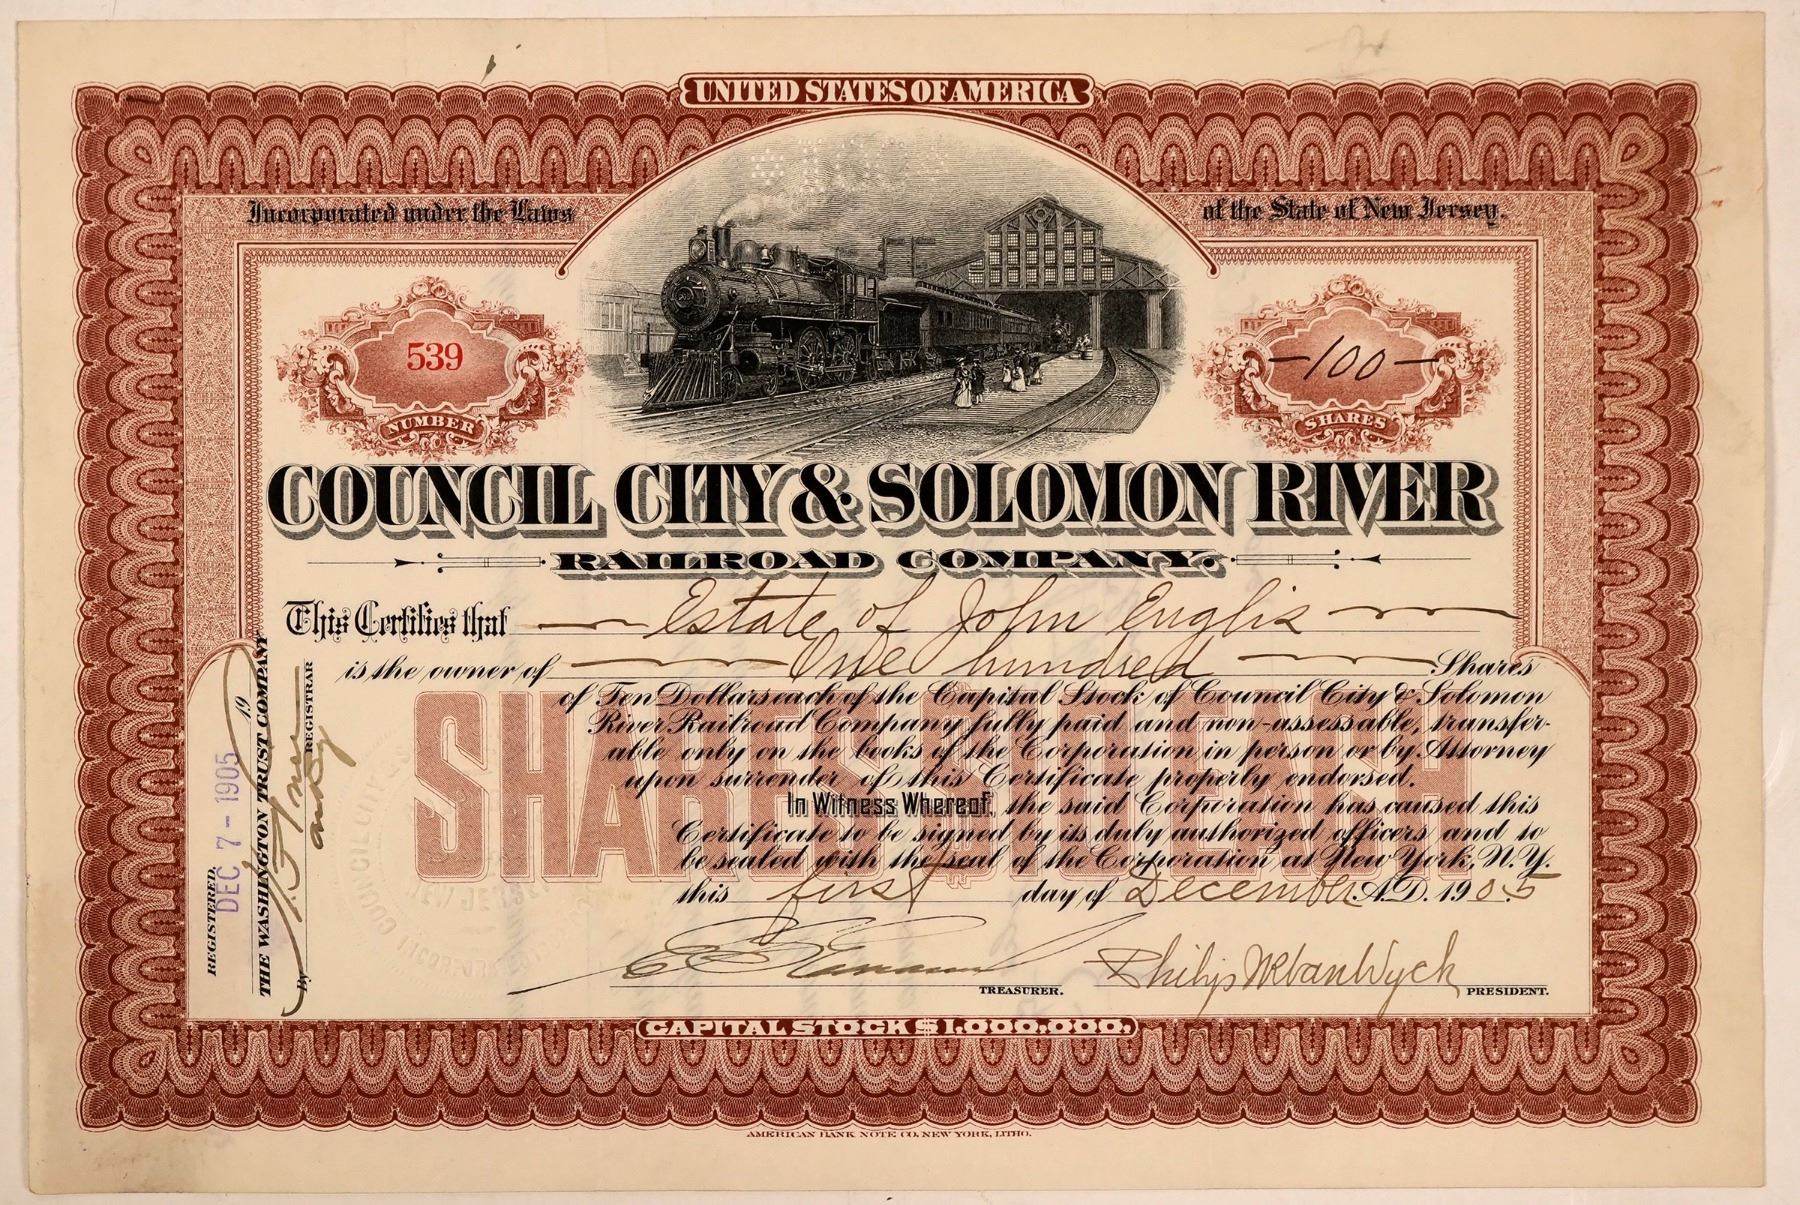 UNITED STATES OF AMERICA
Incorporated under the Laws of the State of New Jersey.
539
NUMBER
-100-
SHARES
COUNCIL CITY & SOLOMON RIVER
RAILROAD COMPANY.
This Certifies that Estate of John Englis
is the owner of One hundred Shares
of Ten Dollars each of the Capital Stock of Council City & Solomon
River Railroad Company fully paid and non-assessable, transfer-
able only on the books of the Corporation in person or by Attorney
upon surrender of this Certificate properly endorsed.
In Witness Whereof, the said Corporation has caused this
Certificate to be signed by its duly authorized officers and to
be sealed with the seal of the Corporation at New York, N.Y.
this first day of December A.D. 1905
TREASURER.
Philip VanWyck PRESIDENT.
SHARES $10 EACH
CAPITAL STOCK $1,000,000.
AMERICAN BANK NOTE CO. NEW YORK, LITHO.
REGISTERED.
DEC 7 - 1905 19
THE WASHINGTON TRUST COMPANY
By REGISTRAR
COUNCIL CITY &
NEW JERSEY